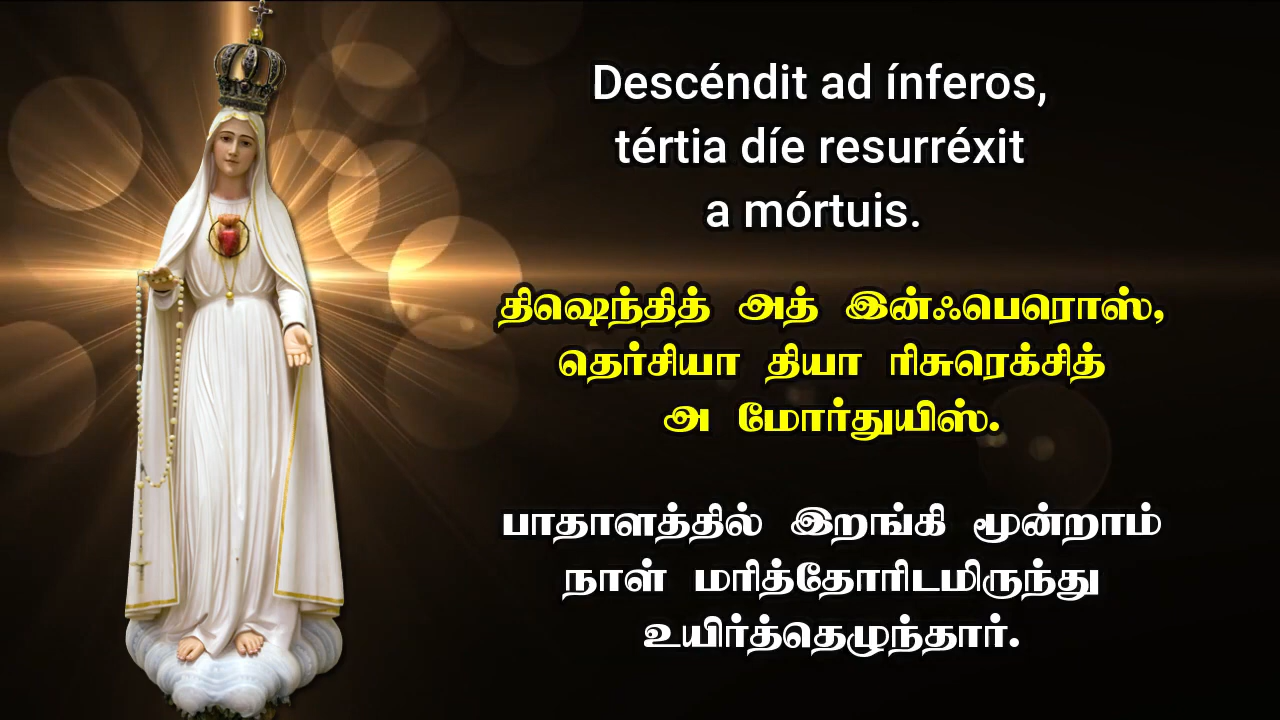 Descéndit ad ínferos,
tértia díe resurréxit
a mórtuis.
திஷெந்தித் அத் இன்ஃபெரொஸ்,
தெர்சியா தியா ரிசுரெக்சித்
அ மோர்துயிஸ்.
பாதாளத்தில் இறங்கி மூன்றாம்
நாள் மரித்தோரிடமிருந்து
உயிர்த்தெழுந்தார்.